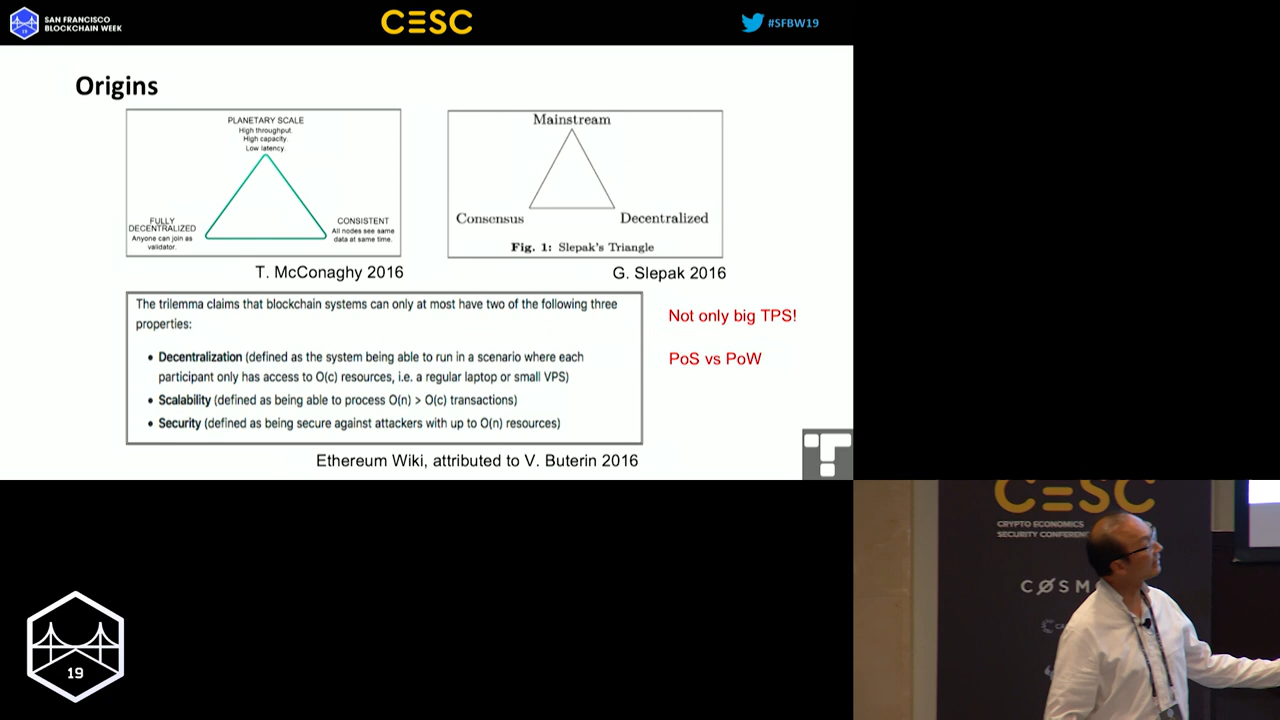 SAN FRANCISCO
BLOCKCHAIN WEEK
19
CESC
#SFBW19
Origins
PLANETARY SCALE
High throughput.
High capacity.
Low latency.
FULLY
DECENTRALIZED
Anyone can join as
validator.
CONSISTENT
All nodes see same
data at same time.
T. McConaghy 2016
Mainstream
Consensus
Decentralized
Fig. 1: Slepak's Triangle
G. Slepak 2016
The trilemma claims that blockchain systems can only at most have two of the following three
properties:
• Decentralization (defined as the system being able to run in a scenario where each
participant only has access to O(c) resources, i.e. a regular laptop or small VPS)
• Scalability (defined as being able to process O(n) > O(c) transactions)
• Security (defined as being secure against attackers with up to O(n) resources)
Ethereum Wiki, attributed to V. Buterin 2016
Not only big TPS!
PoS vs PoW
19
CESC
CRYPTO ECONOMICS
SECURITY CONFERENC
COSM